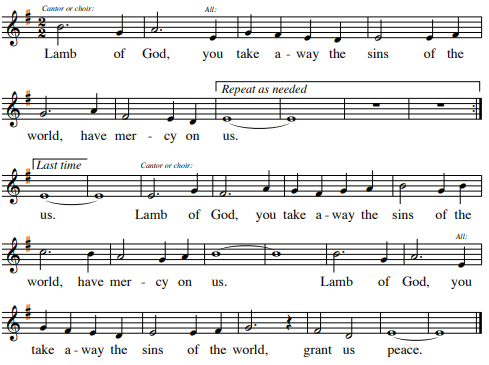 Cantor or choir: All:
Lamb of God, you take a - way the sins of the
Repeat as needed
world, have mer - cy on us.
Last time Cantor or choir:
us. Lamb of God, you take a - way the sins of the
world, have mer - cy on us. Lamb of God, you
All:
take a - way the sins of the world, grant us peace.